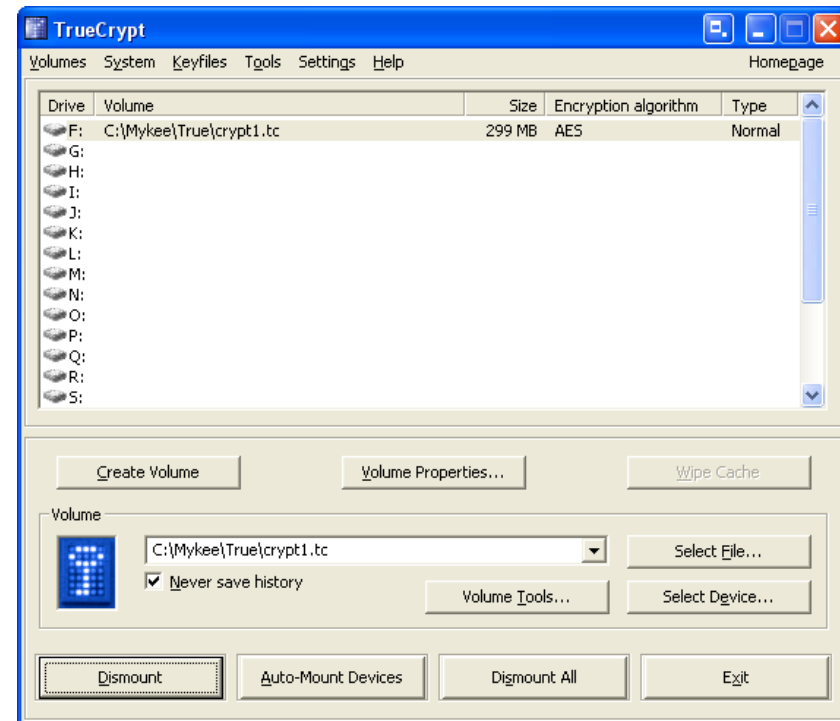 TrueCrypt
Volumes System Keyfiles Tools Settings Help Homepage
Drive Volume Size Encryption algorithm Type
F: C:\Mykee\True\crypt1.tc 299 MB AES Normal
G:
H:
I:
J:
K:
L:
M:
N:
O:
P:
Q:
R:
S:
Create Volume Volume Properties... Wipe Cache
Volume
C:\Mykee\True\crypt1.tc Select File...
Never save history
Volume Tools... Select Device...
Dismount Auto-Mount Devices Dismount All Exit